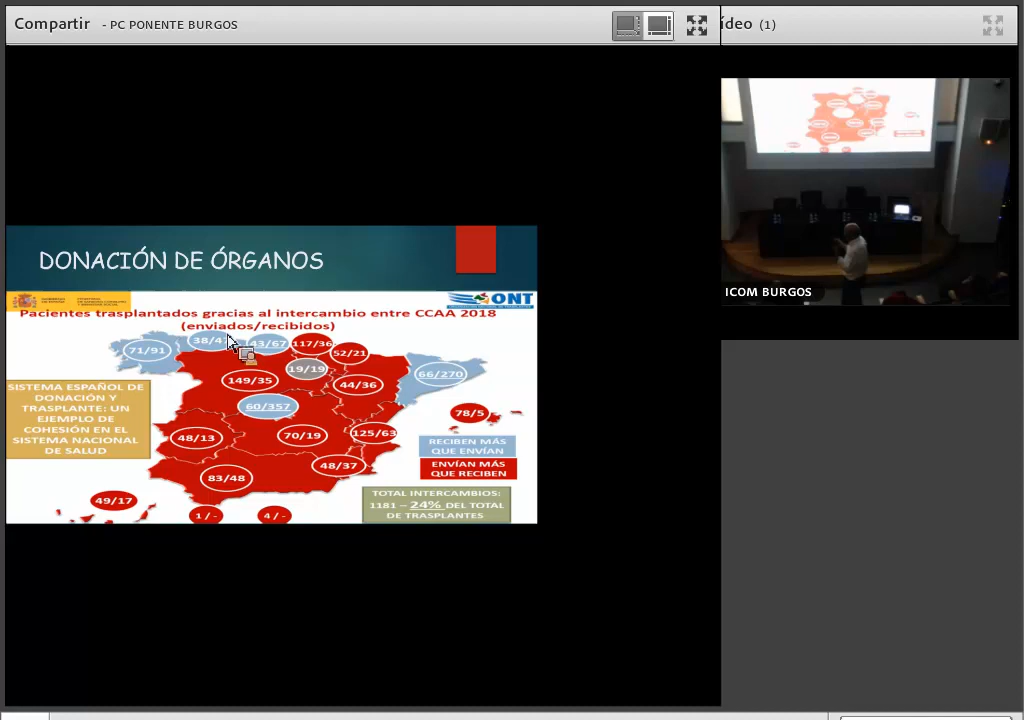 Compartir - PC PONENTE BURGOS
ídeo (1)
ICOM BURGOS
DONACIÓN DE ÓRGANOS
ONT
Pacientes trasplantados gracias al intercambio entre CCAA 2018
(enviados/recibidos)
71/91
43/67
117/36
52/21
19/19
149/35
44/36
66/270
60/357
78/5
48/13
70/19
125/63
48/37
83/48
49/17
1 / -
4 / -
SISTEMA ESPAÑOL DE
DONACIÓN Y
TRASPLANTE: UN
EJEMPLO DE
COHESIÓN EN EL
SISTEMA NACIONAL
DE SALUD
RECIBEN MÁS
QUE ENVÍAN
ENVÍAN MÁS
QUE RECIBEN
TOTAL INTERCAMBIOS:
1181 – 24% DEL TOTAL
DE TRASPLANTES